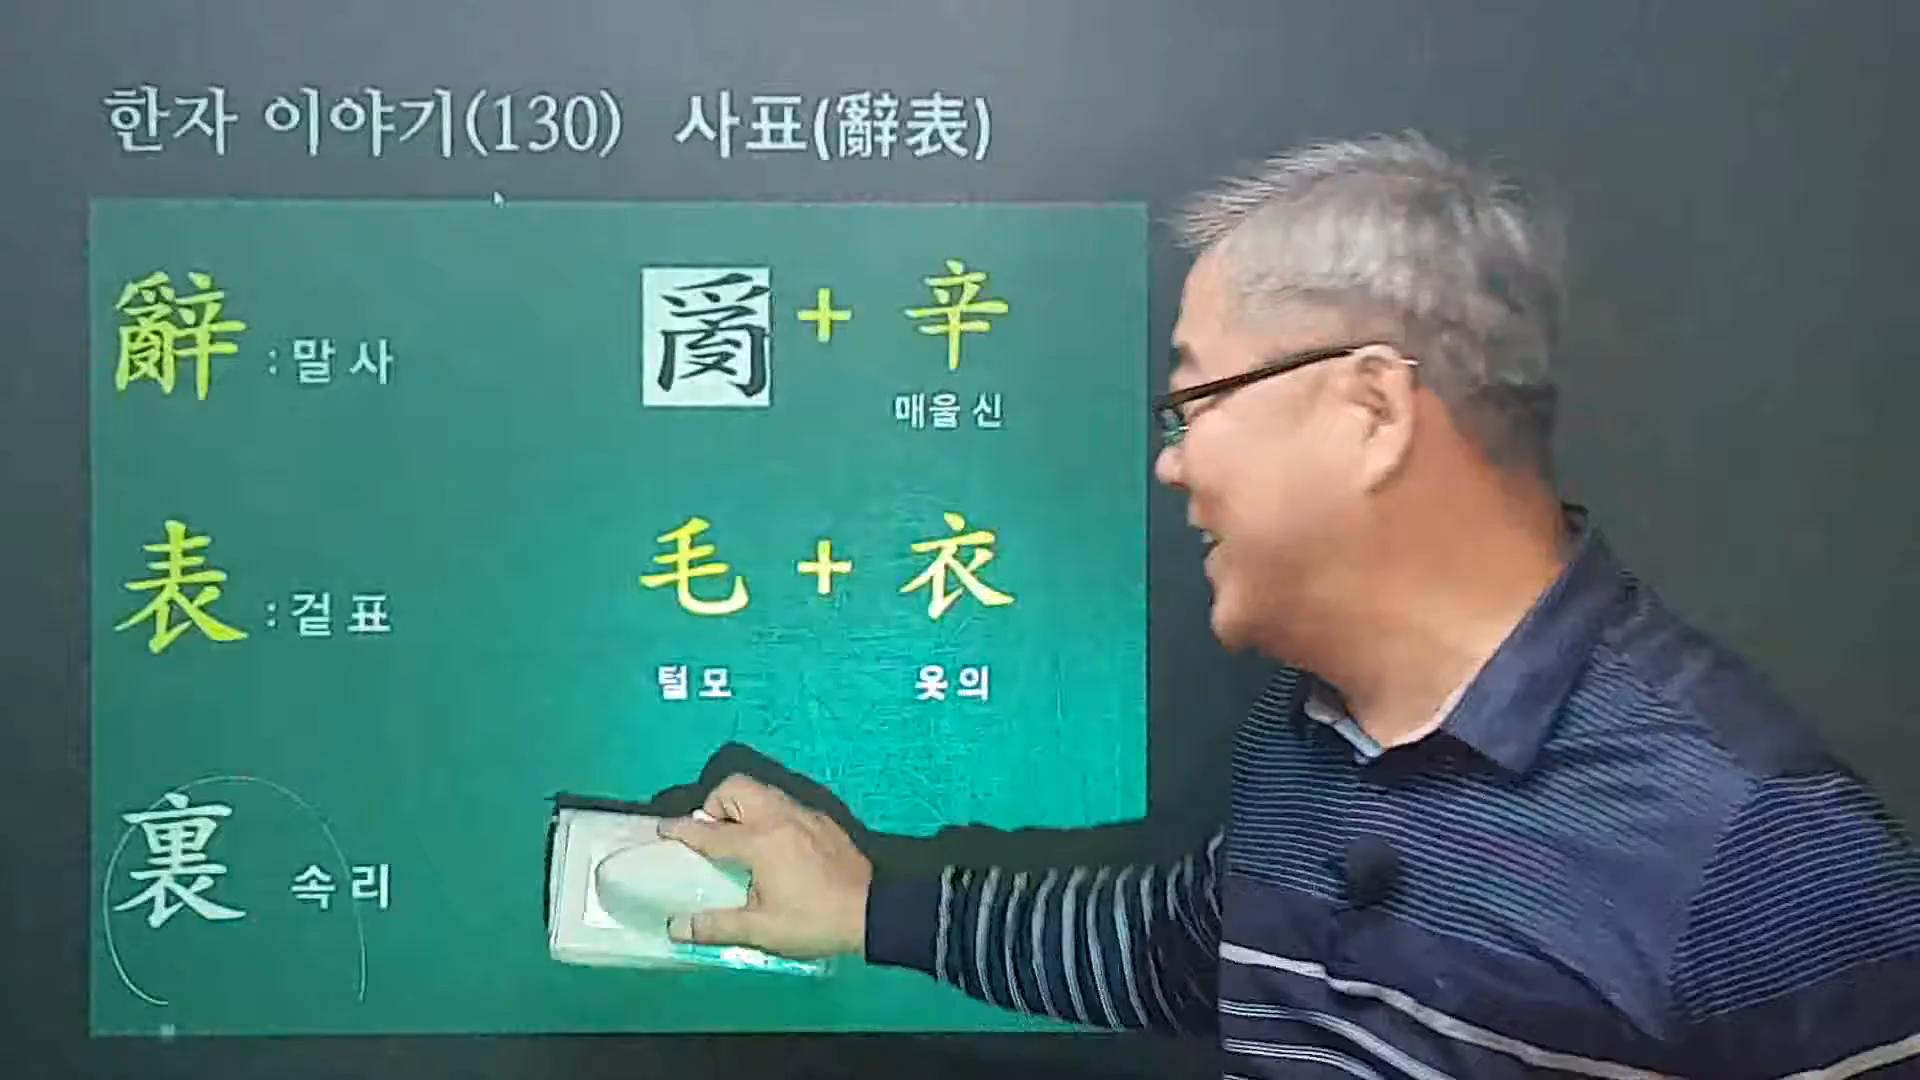 한자 이야기(130) 사표(辭表)
辭 : 말 사 𤔔 + 辛
매울 신
表 : 겉 표 毛 + 衣
털 모 옷 의
裏 속 리